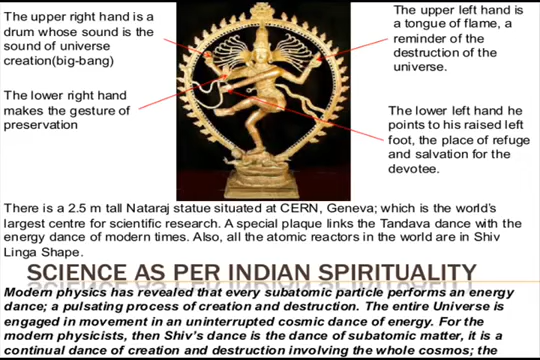 The upper right hand is a
drum whose sound is the
sound of universe
creation(big-bang)
The lower right hand
makes the gesture of
preservation
The upper left hand is
a tongue of flame, a
reminder of the
destruction of the
universe.
The lower left hand he
points to his raised left
foot, the place of refuge
and salvation for the
devotee.
There is a 2.5 m tall Nataraj statue situated at CERN, Geneva; which is the world's
largest centre for scientific research. A special plaque links the Tandava dance with the
energy dance of modern times. Also, all the atomic reactors in the world are in Shiv
Linga Shape.
SCIENCE AS PER INDIAN SPIRITUALITY
Modern physics has revealed that every subatomic particle performs an energy
dance; a pulsating process of creation and destruction. The entire Universe is
engaged in movement in an uninterrupted cosmic dance of energy. For the
modern physicists, then Shiv's dance is the dance of subatomic matter, it is a
continual dance of creation and destruction involving the whole cosmos; the